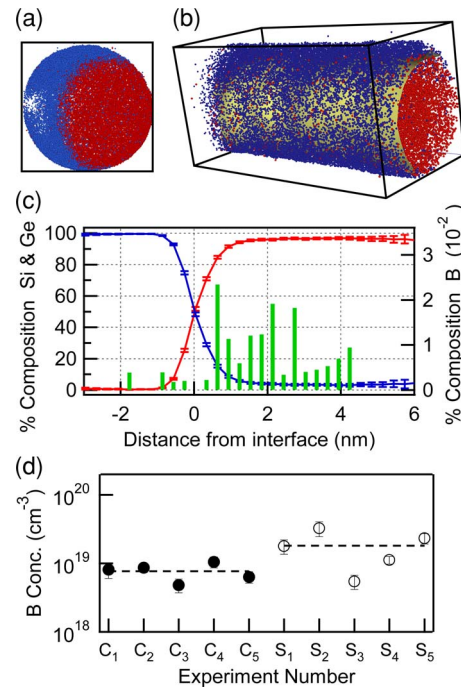 (a)
(b)
(c)
% Composition Si & Ge
100
80
60
40
20
0
3
2
1
0
% Composition B (10⁻²)
-2 0 2 4 6
Distance from interface (nm)
(d)
B Conc. (cm⁻³)
10²⁰
10¹⁹
10¹⁸
C₁ C₂ C₃ C₄ C₅ S₁ S₂ S₃ S₄ S₅
Experiment Number